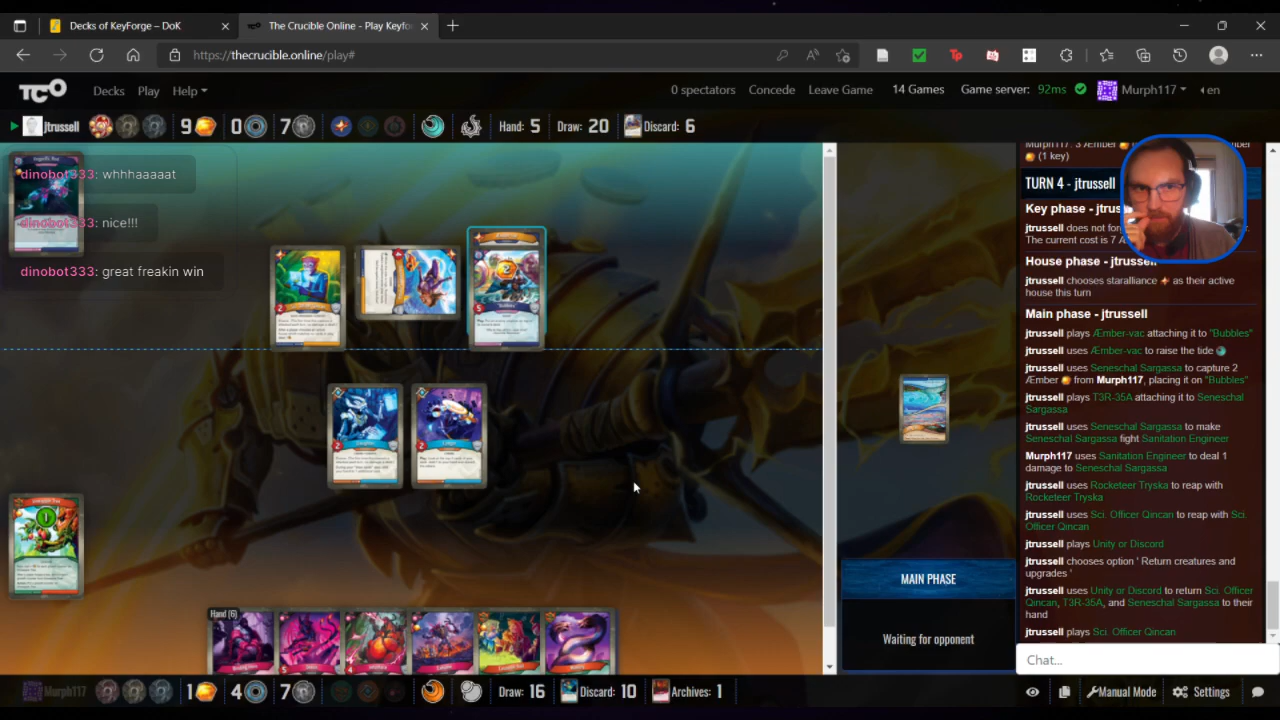 Decks of KeyForge – DoK
The Crucible Online - Play Keyfo
https://thecrucible.online/play#
TCO
Decks
Play
Help
0 spectators
Concede
Leave Game
14 Games
Game server: 92ms
Murph117
en
jtrussell
9
0
7
Hand: 5
Draw: 20
Discard: 6
dinobot333: whhhaaaaat
dinobot333: nice!!!
dinobot333: great freakin win
Hand (6)
MAIN PHASE
Waiting for opponent
Murph117: 3 Æmber
(1 key)
TURN 4 - jtrussell
Key phase - jtrus
jtrussell does not for
The current cost is 7 Æ
House phase - jtrussell
jtrussell chooses staralliance as their active
house this turn
Main phase - jtrussell
jtrussell plays Æmber-vac attaching it to "Bubbles"
jtrussell uses Æmber-vac to raise the tide
jtrussell uses Seneschal Sargassa to capture 2
Æmber from Murph117, placing it on "Bubbles"
jtrussell plays T3R-35A attaching it to Seneschal
Sargassa
jtrussell uses Seneschal Sargassa to make
Seneschal Sargassa fight Sanitation Engineer
Murph117 uses Sanitation Engineer to deal 1
damage to Seneschal Sargassa
jtrussell uses Rocketeer Tryska to reap with
Rocketeer Tryska
jtrussell uses Sci. Officer Qincan to reap with Sci.
Officer Qincan
jtrussell plays Unity or Discord
jtrussell chooses option ' Return creatures and
upgrades '
jtrussell uses Unity or Discord to return Sci. Officer
Qincan, T3R-35A, and Seneschal Sargassa to their
hand
jtrussell plays Sci. Officer Qincan
Chat...
Murph117
1
4
7
Draw: 16
Discard: 10
Archives: 1
Manual Mode
Settings